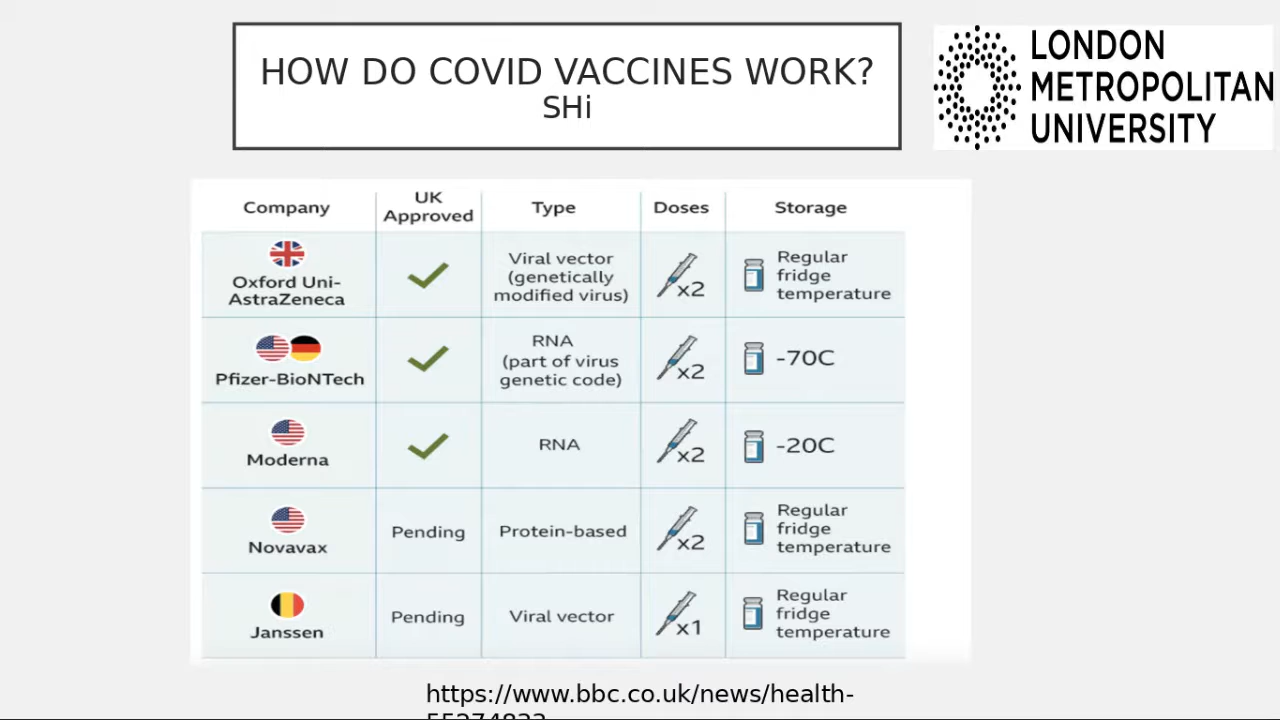 HOW DO COVID VACCINES WORK?
SHi
LONDON
METROPOLITAN
UNIVERSITY
Company
UK
Approved
Type
Doses
Storage
Oxford Uni-
AstraZeneca
Viral vector
(genetically
modified virus)
x2
Regular
fridge
temperature
Pfizer-BioNTech
RNA
(part of virus
genetic code)
x2
-70C
Moderna
RNA
x2
-20C
Novavax
Pending
Protein-based
x2
Regular
fridge
temperature
Janssen
Pending
Viral vector
x1
Regular
fridge
temperature
https://www.bbc.co.uk/news/health-